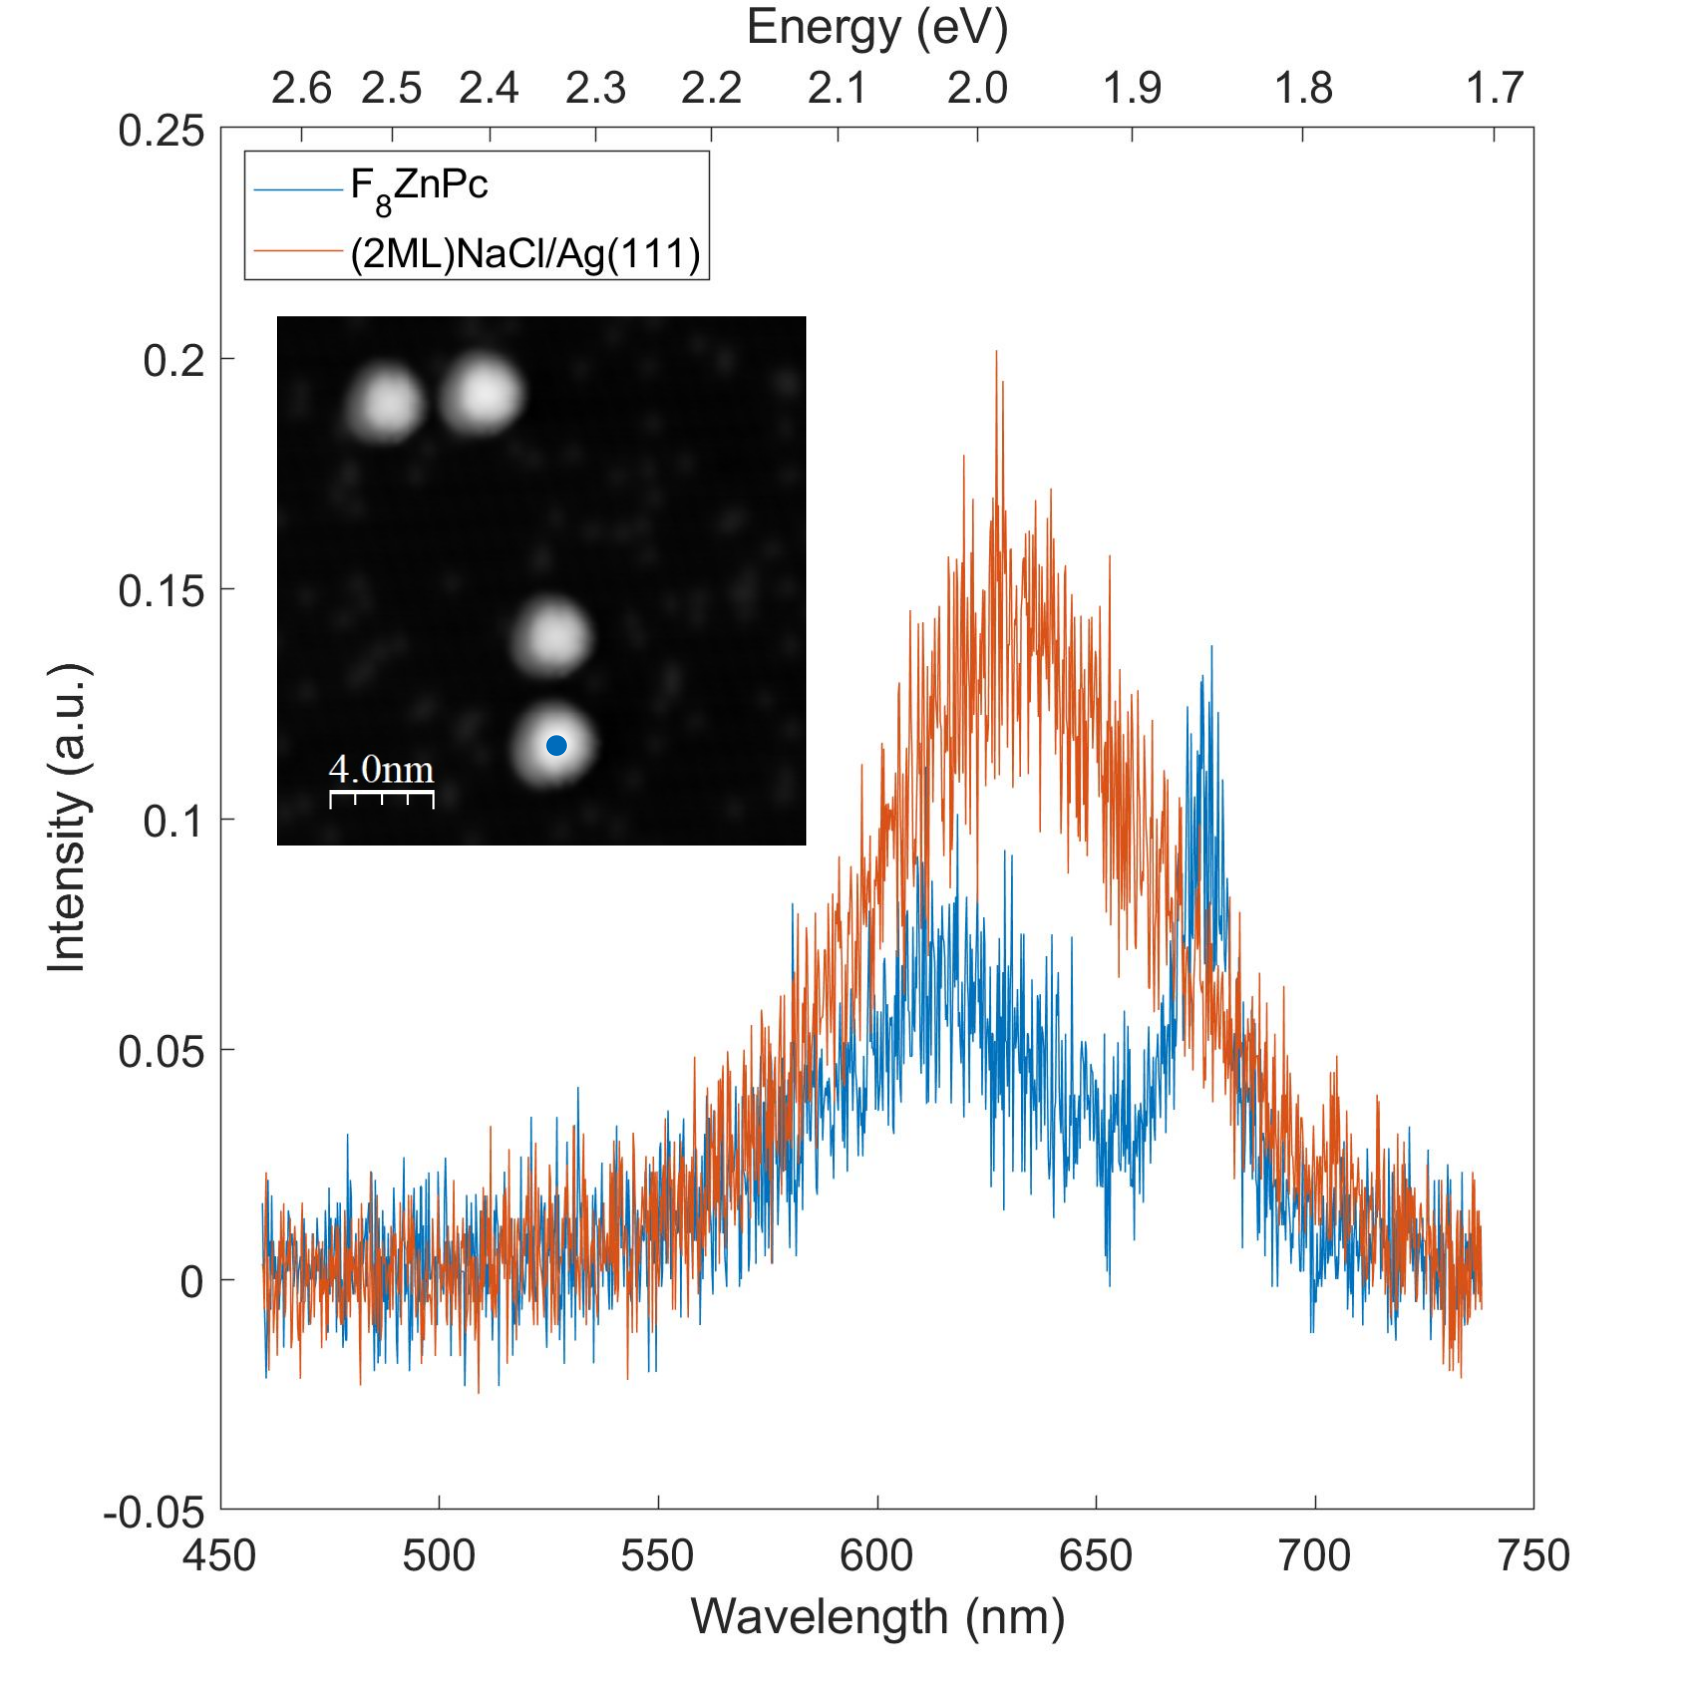 Energy (eV)
2.6 2.5 2.4 2.3 2.2 2.1 2.0 1.9 1.8 1.7
0.25
F8ZnPc
(2ML)NaCl/Ag(111)
0.2
0.15
4.0nm
0.1
0.05
0
-0.05
Intensity (a.u.)
450 500 550 600 650 700 750
Wavelength (nm)